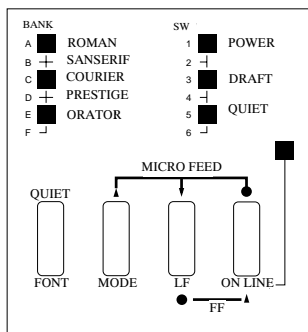 BANK SW
A ROMAN 1 POWER
B SANSERIF 2
C COURIER 3 DRAFT
D PRESTIGE 4
E ORATOR 5 QUIET
F 6
MICRO FEED
QUIET
FONT MODE LF ON LINE
FF